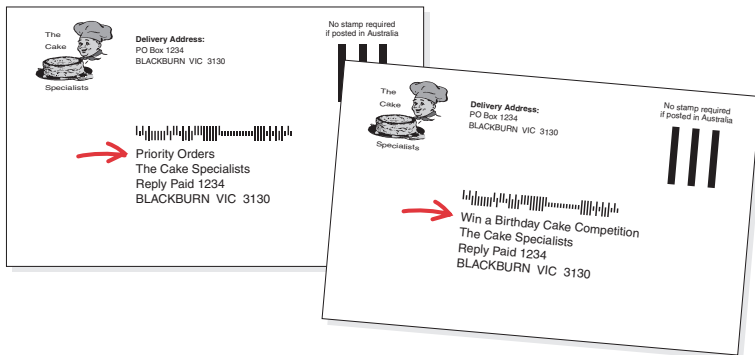 The
Cake
Specialists
Delivery Address:
PO Box 1234
BLACKBURN VIC 3130
No stamp required
if posted in Australia
Priority Orders
The Cake Specialists
Reply Paid 1234
BLACKBURN VIC 3130
The
Cake
Specialists
Delivery Address:
PO Box 1234
BLACKBURN VIC 3130
No stamp required
if posted in Australia
Win a Birthday Cake Competition
The Cake Specialists
Reply Paid 1234
BLACKBURN VIC 3130